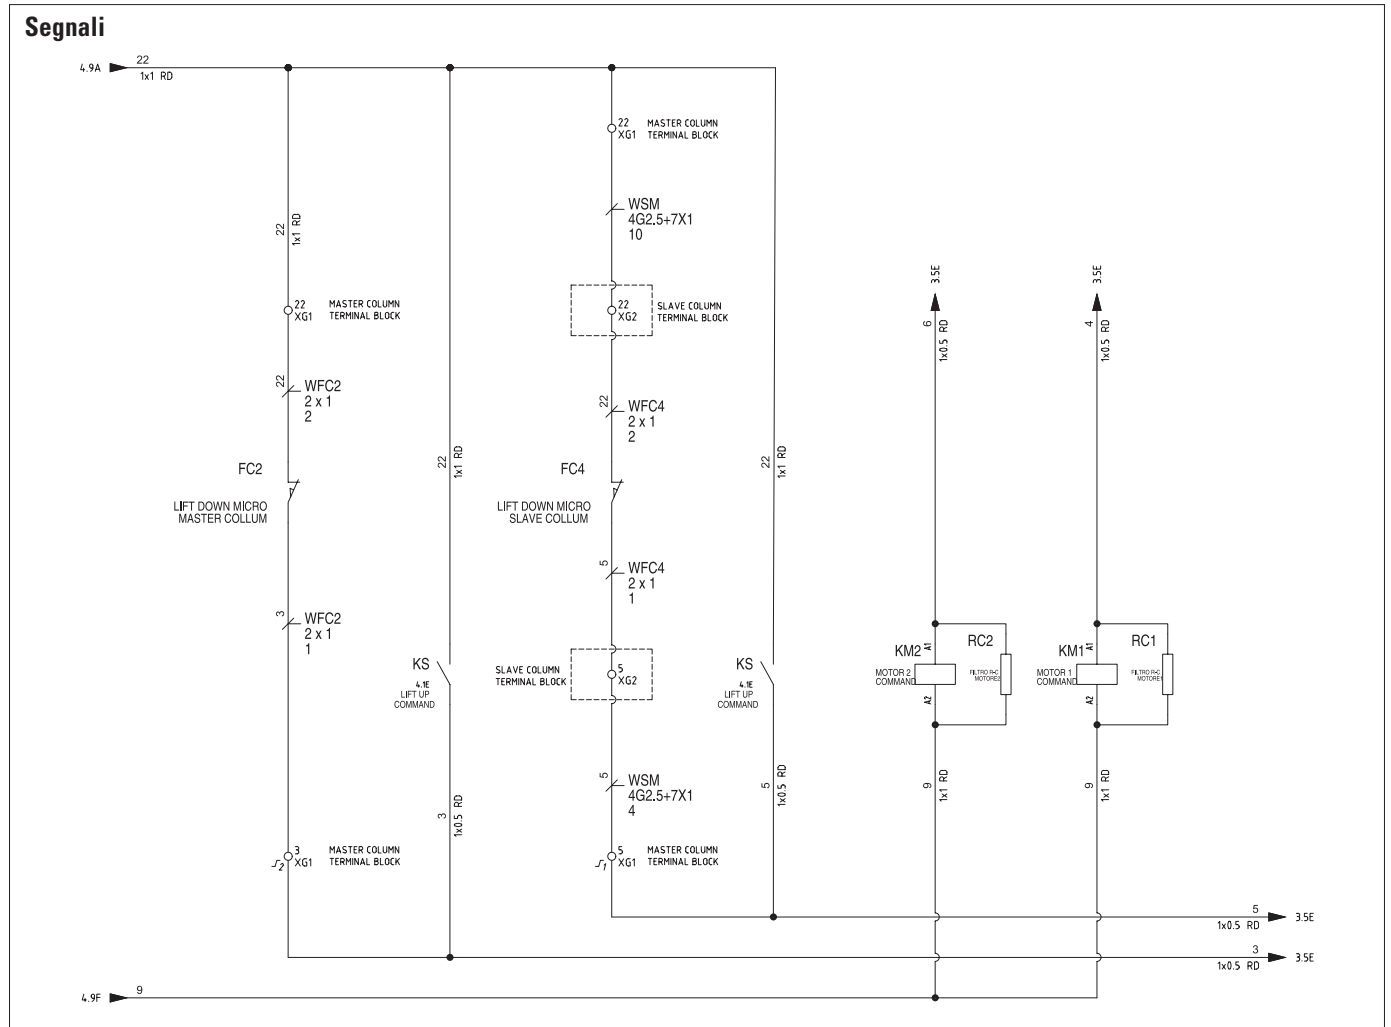 Segnali
4.9A
22
1x1 RD
22
XG1
MASTER COLUMN
TERMINAL BLOCK
WSM
4G2.5+7X1
10
22
1x1 RD
22
XG1
MASTER COLUMN
TERMINAL BLOCK
22
XG2
SLAVE COLUMN
TERMINAL BLOCK
3.5E
3.5E
6
1x0.5 RD
4
1x0.5 RD
22
WFC2
2 x 1
2
22
WFC4
2 x 1
2
FC2
LIFT DOWN MICRO
MASTER COLLUM
22
1x1 RD
FC4
LIFT DOWN MICRO
SLAVE COLLUM
22
1x1 RD
5
WFC4
2 x 1
1
3
WFC2
2 x 1
1
KS
4.1E
LIFT UP
COMMAND
SLAVE COLUMN
TERMINAL BLOCK
5
XG2
KS
4.1E
LIFT UP
COMMAND
KM2
MOTOR 2
COMMAND
A1
A2
RC2
FILTRO R-C
MOTORE2
KM1
MOTOR 1
COMMAND
A1
A2
RC1
FILTRO R-C
MOTORE1
3
1x0.5 RD
5
WSM
4G2.5+7X1
4
5
1x0.5 RD
9
1x1 RD
9
1x1 RD
2
3
XG1
MASTER COLUMN
TERMINAL BLOCK
1
5
XG1
MASTER COLUMN
TERMINAL BLOCK
5
1x0.5 RD
3.5E
3
1x0.5 RD
3.5E
4.9F
9